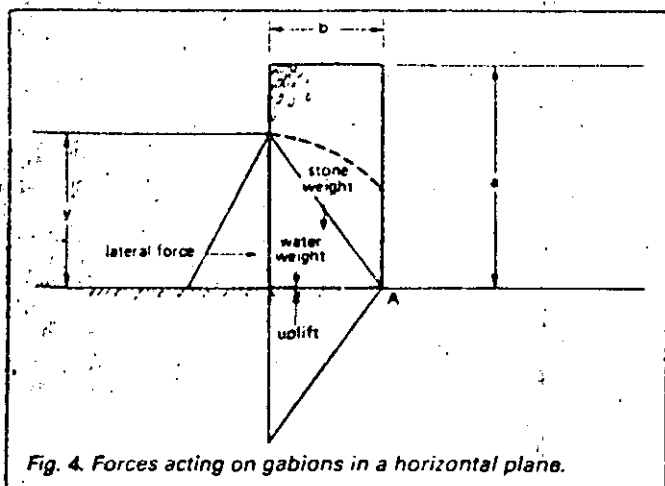 b
stone
weight
a
y
lateral force
water
weight
A
uplift
Fig. 4. Forces acting on gabions in a horizontal plane.